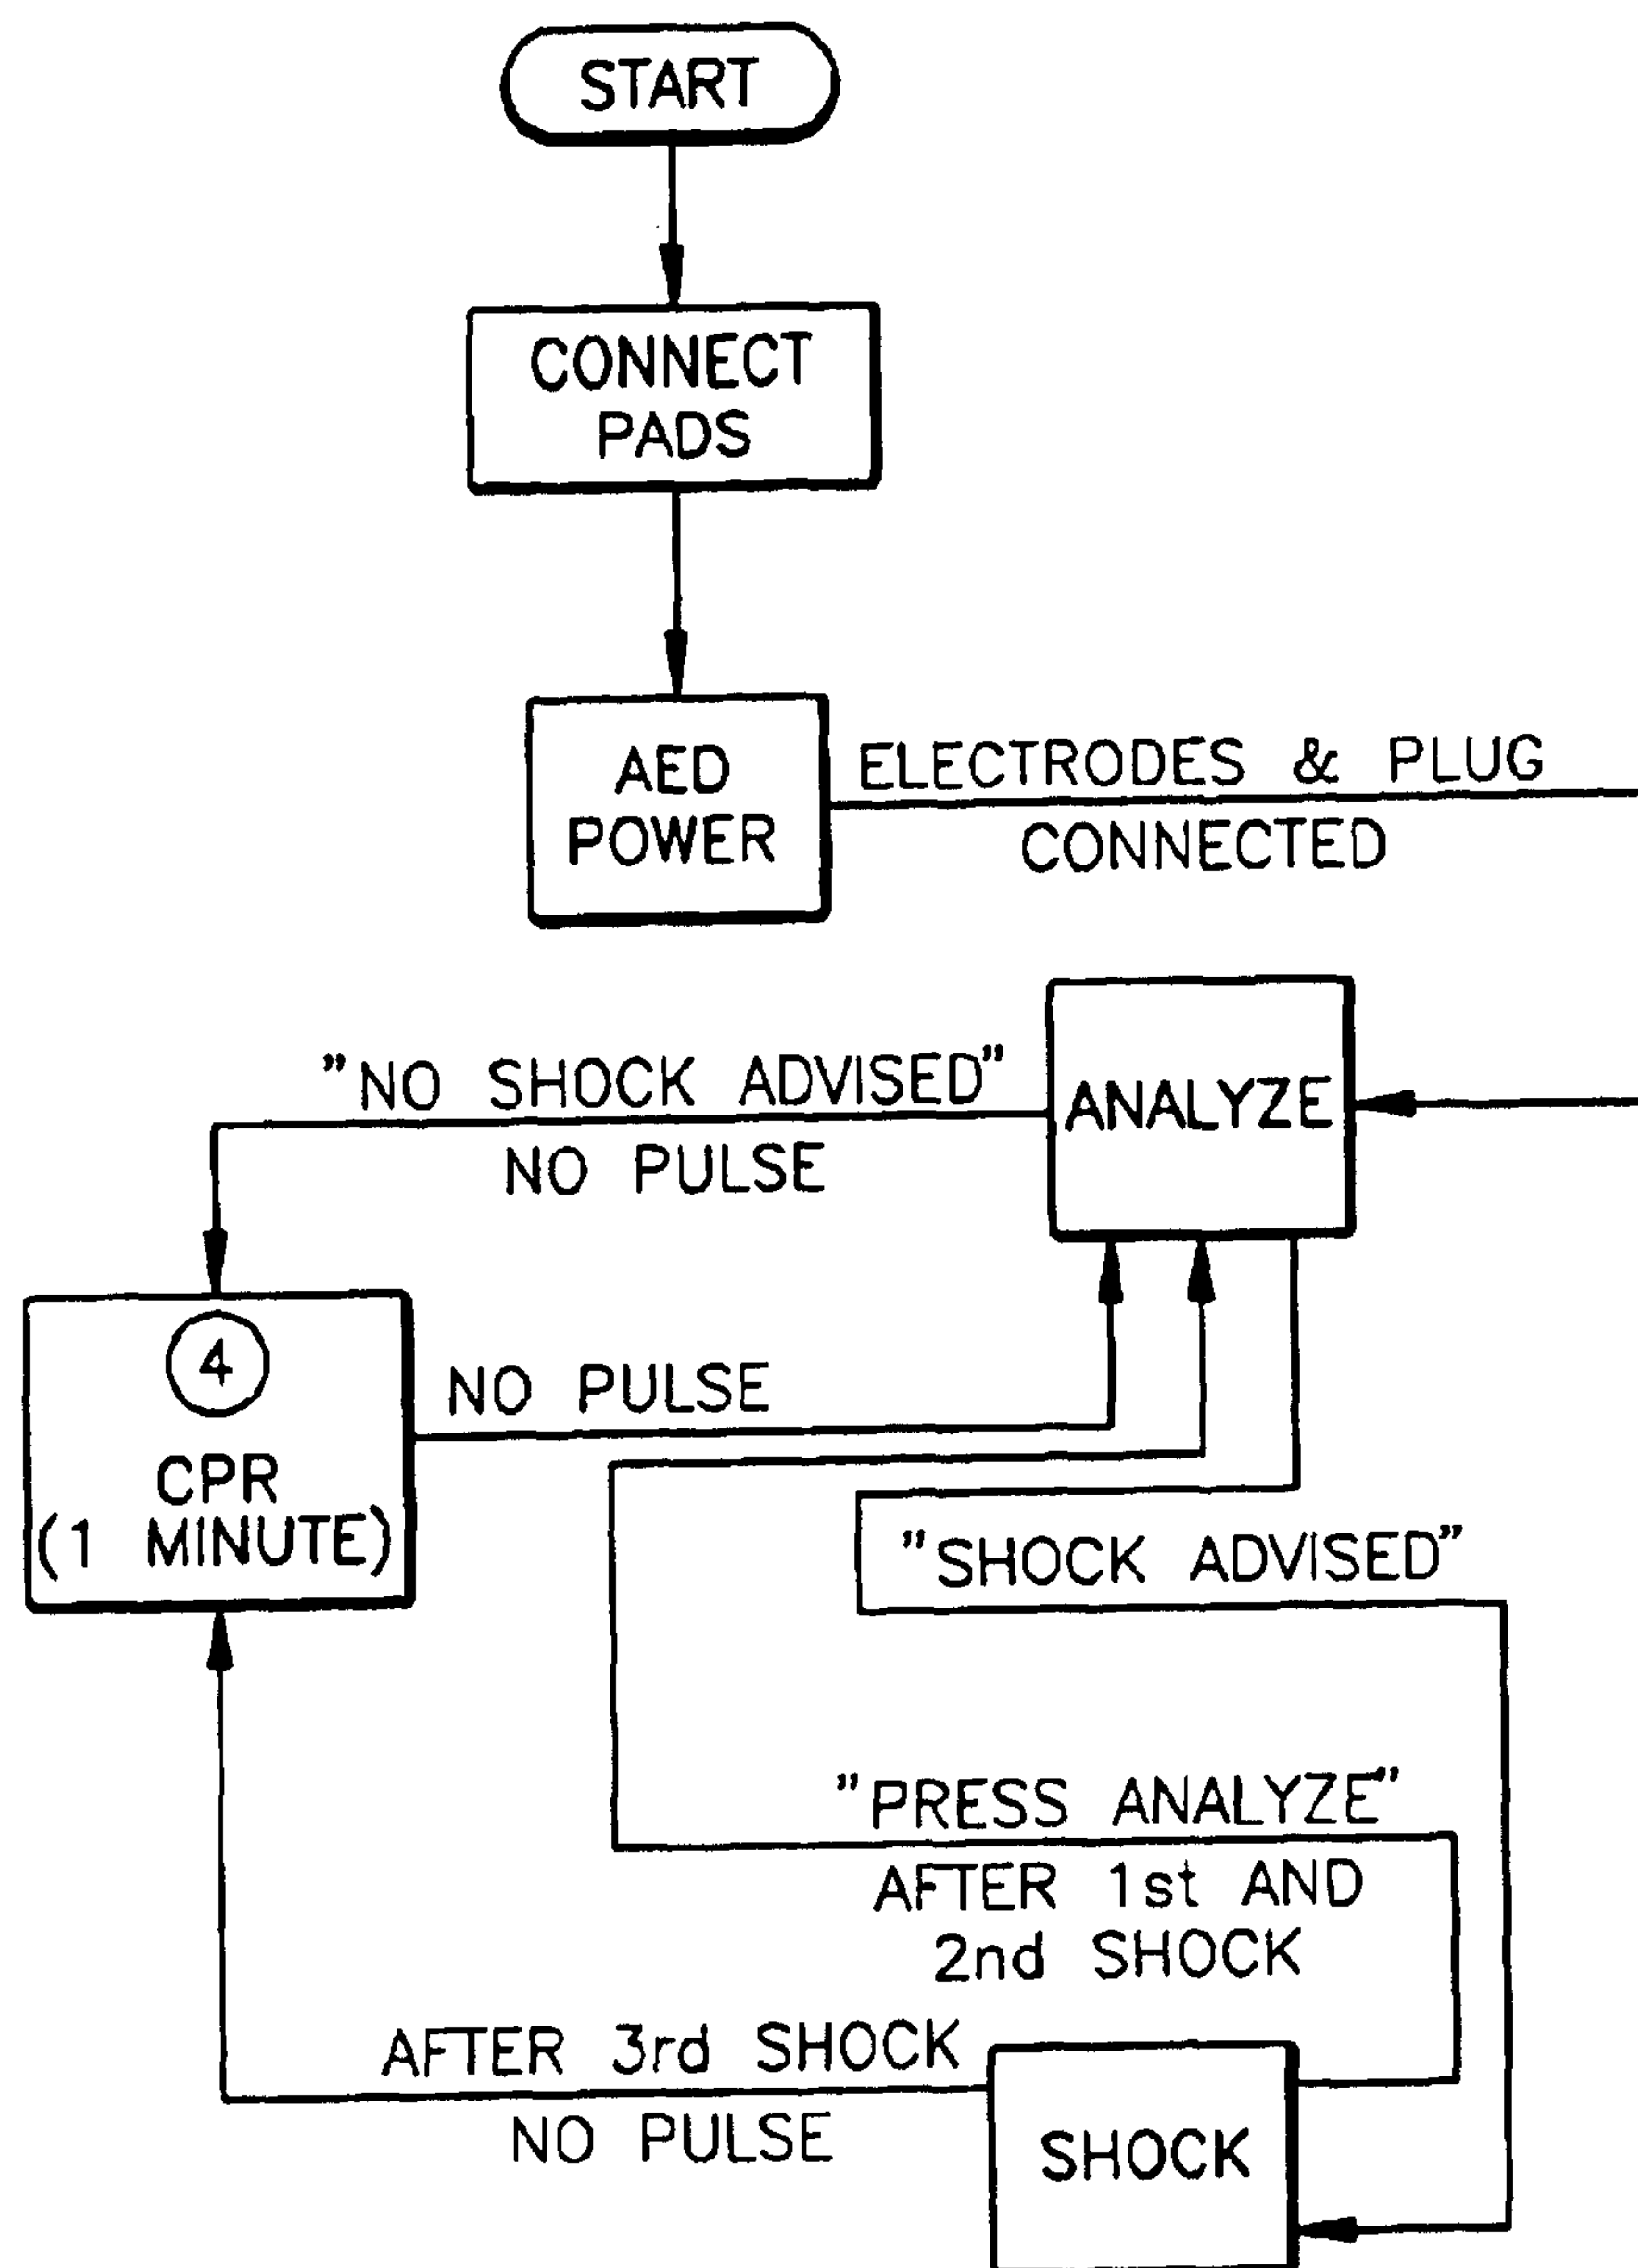 START
CONNECT
PADS
AED
POWER
ELECTRODES & PLUG
CONNECTED
"NO SHOCK ADVISED"
NO PULSE
ANALYZE
4
CPR
(1 MINUTE)
NO PULSE
"SHOCK ADVISED"
"PRESS ANALYZE"
AFTER 1st AND
2nd SHOCK
AFTER 3rd SHOCK
NO PULSE
SHOCK